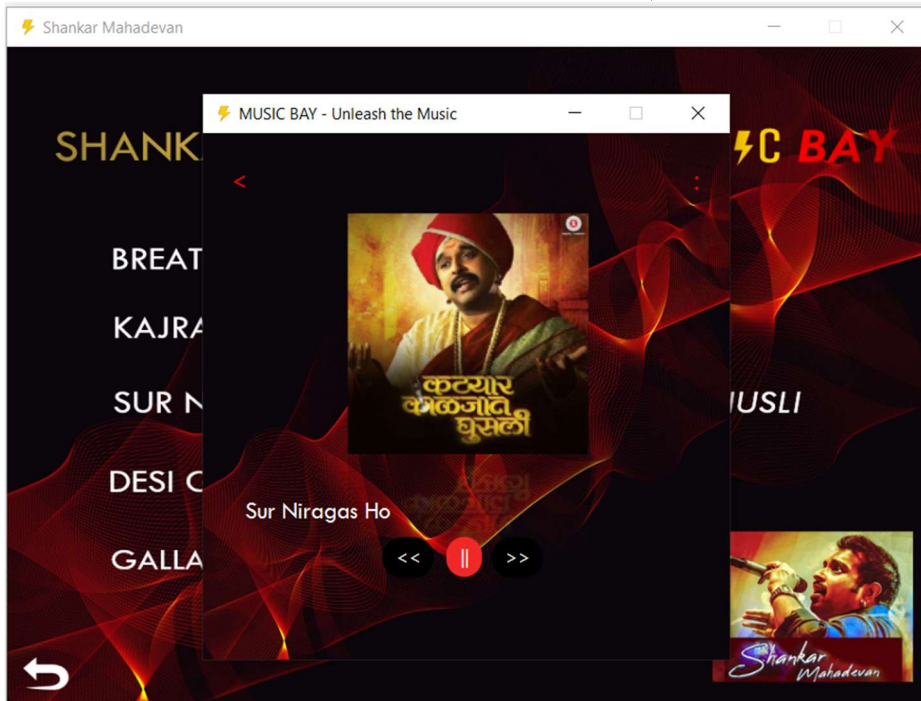 Shankar Mahadevan
MUSIC BAY - Unleash the Music
SHANK
C BAY
<
:
BREAT
KAJRA
SUR N
USLI
DESI
GALLA
कट्यार
काळजात
घुसली
Sur Niragas Ho
<< || >>
Shankar
Mahadevan